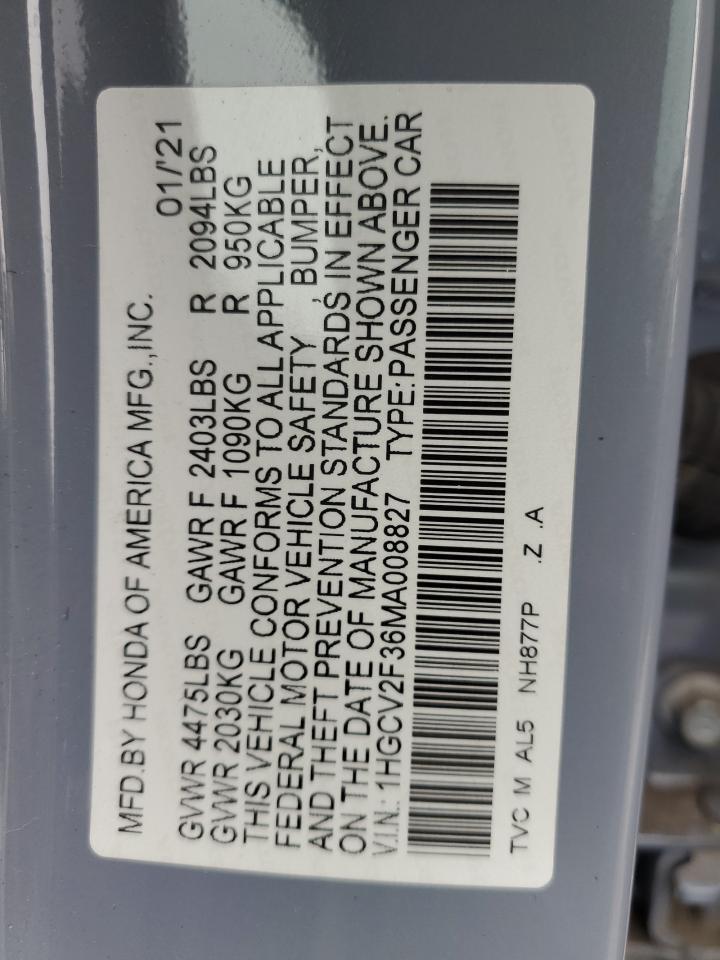 MFD.BY HONDA OF AMERICA MFG.,INC. 01/'21
GVWR 4475LBS GAWR F 2403LBS R 2094LBS
GVWR 2030KG GAWR F 1090KG R 950KG
THIS VEHICLE CONFORMS TO ALL APPLICABLE
FEDERAL MOTOR VEHICLE SAFETY, BUMPER,
AND THEFT PREVENTION STANDARDS IN EFFECT
ON THE DATE OF MANUFACTURE SHOWN ABOVE.
V.I.N.: 1HGCV2F36MA008827 TYPE:PASSENGER CAR
TVC M AL5 NH877P .Z .A